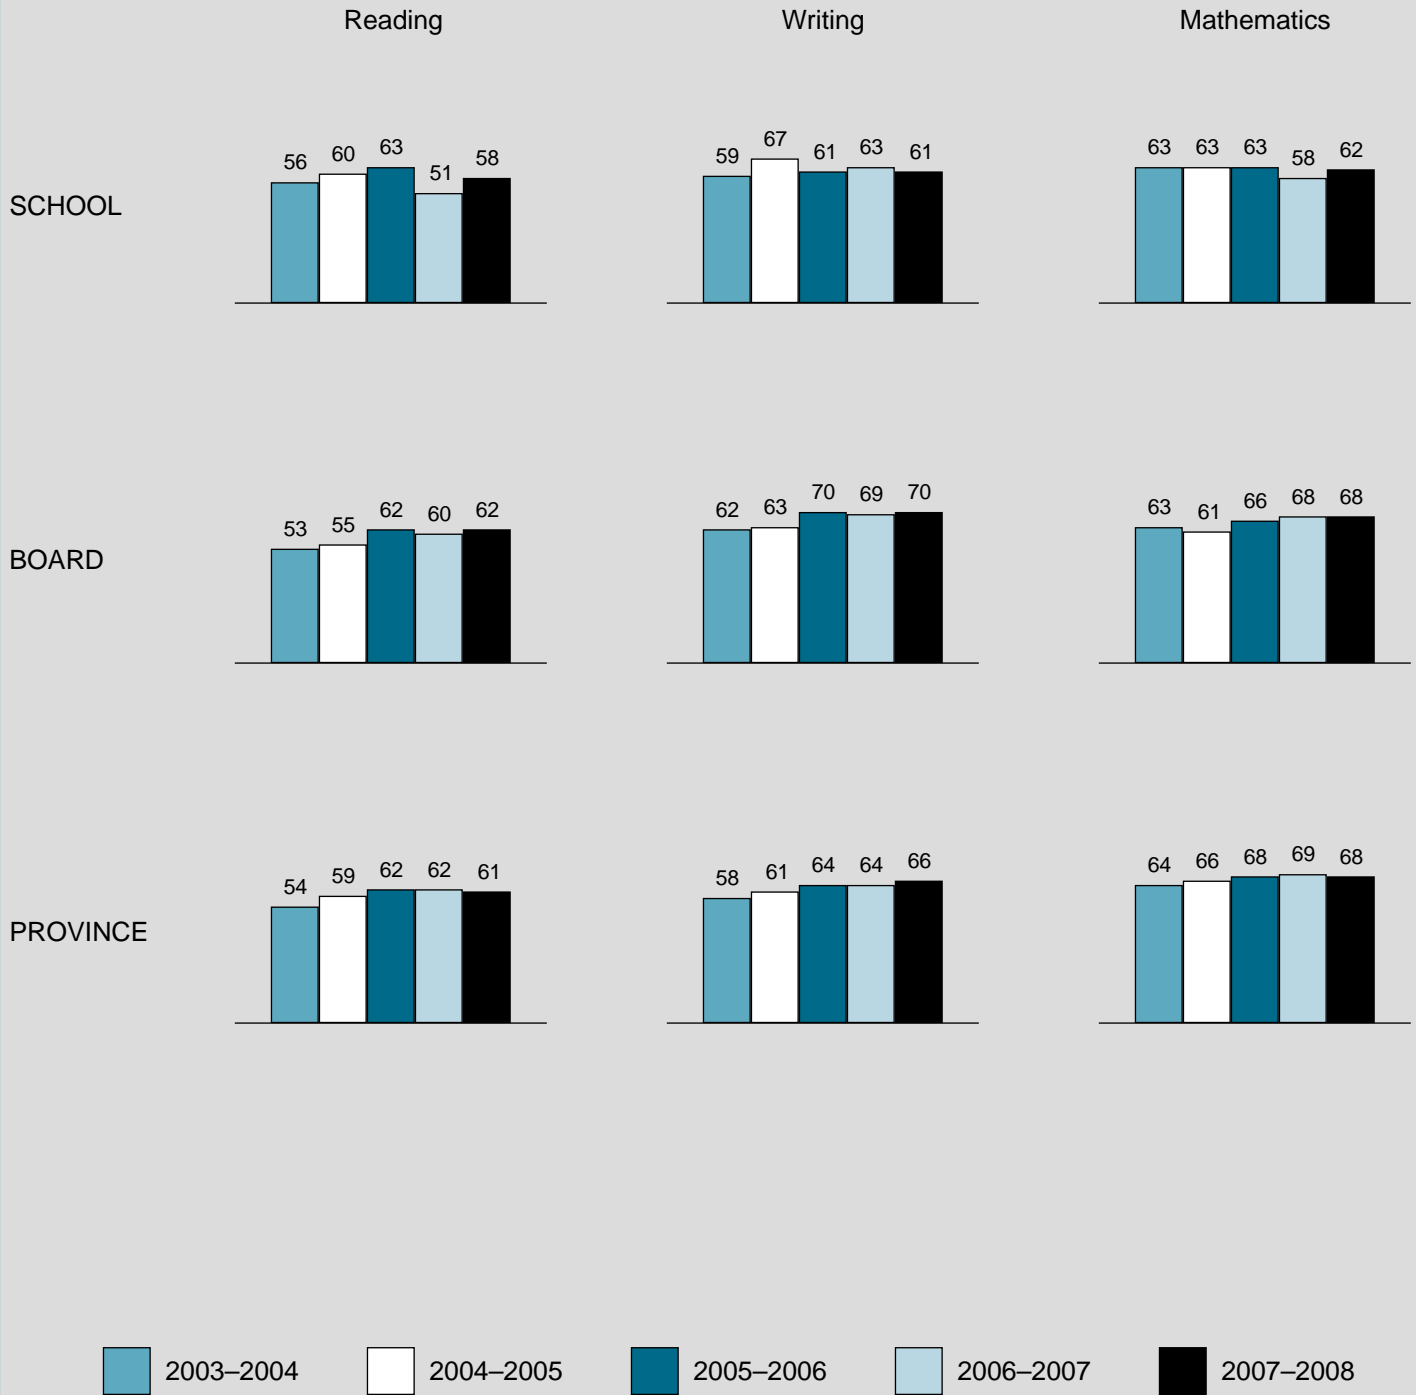 Reading Writing Mathematics
SCHOOL
56 60 63 51 58
59 67 61 63 61
63 63 63 58 62
BOARD
53 55 62 60 62
62 63 70 69 70
63 61 66 68 68
PROVINCE
54 59 62 62 61
58 61 64 64 66
64 66 68 69 68
2003–2004 2004–2005 2005–2006 2006–2007 2007–2008